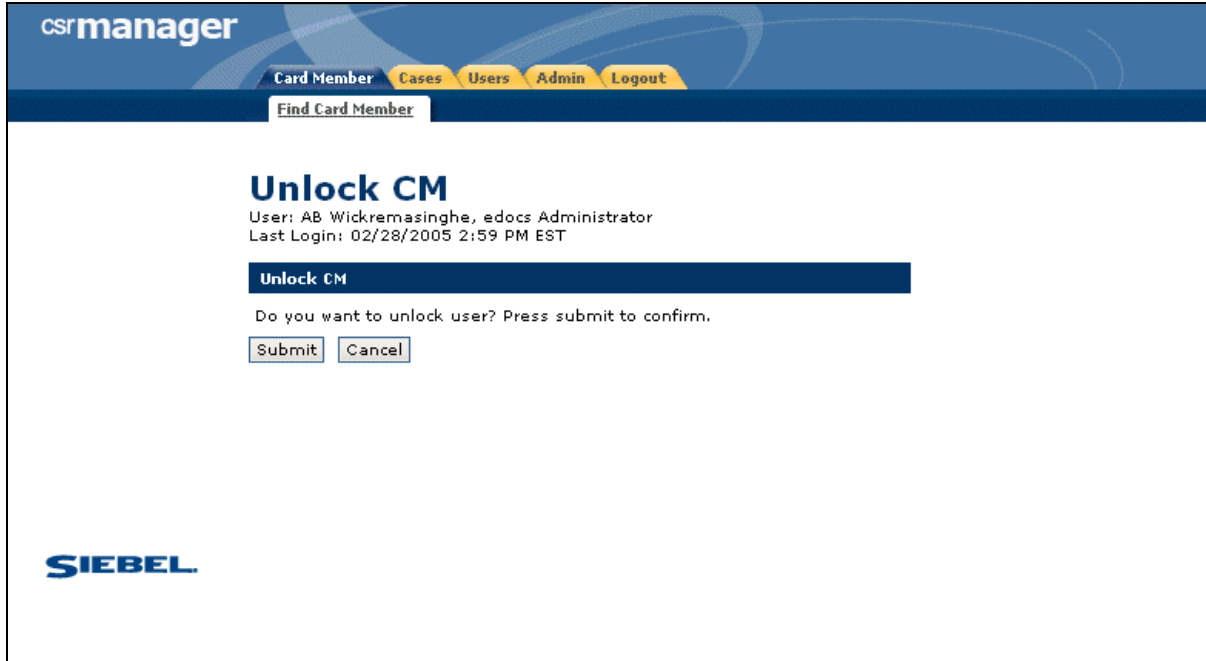 csrmanager
Card Member Cases Users Admin Logout
Find Card Member
Unlock CM
User: AB Wickremasinghe, edocs Administrator
Last Login: 02/28/2005 2:59 PM EST
Unlock CM
Do you want to unlock user? Press submit to confirm.
Submit Cancel
SIEBEL.